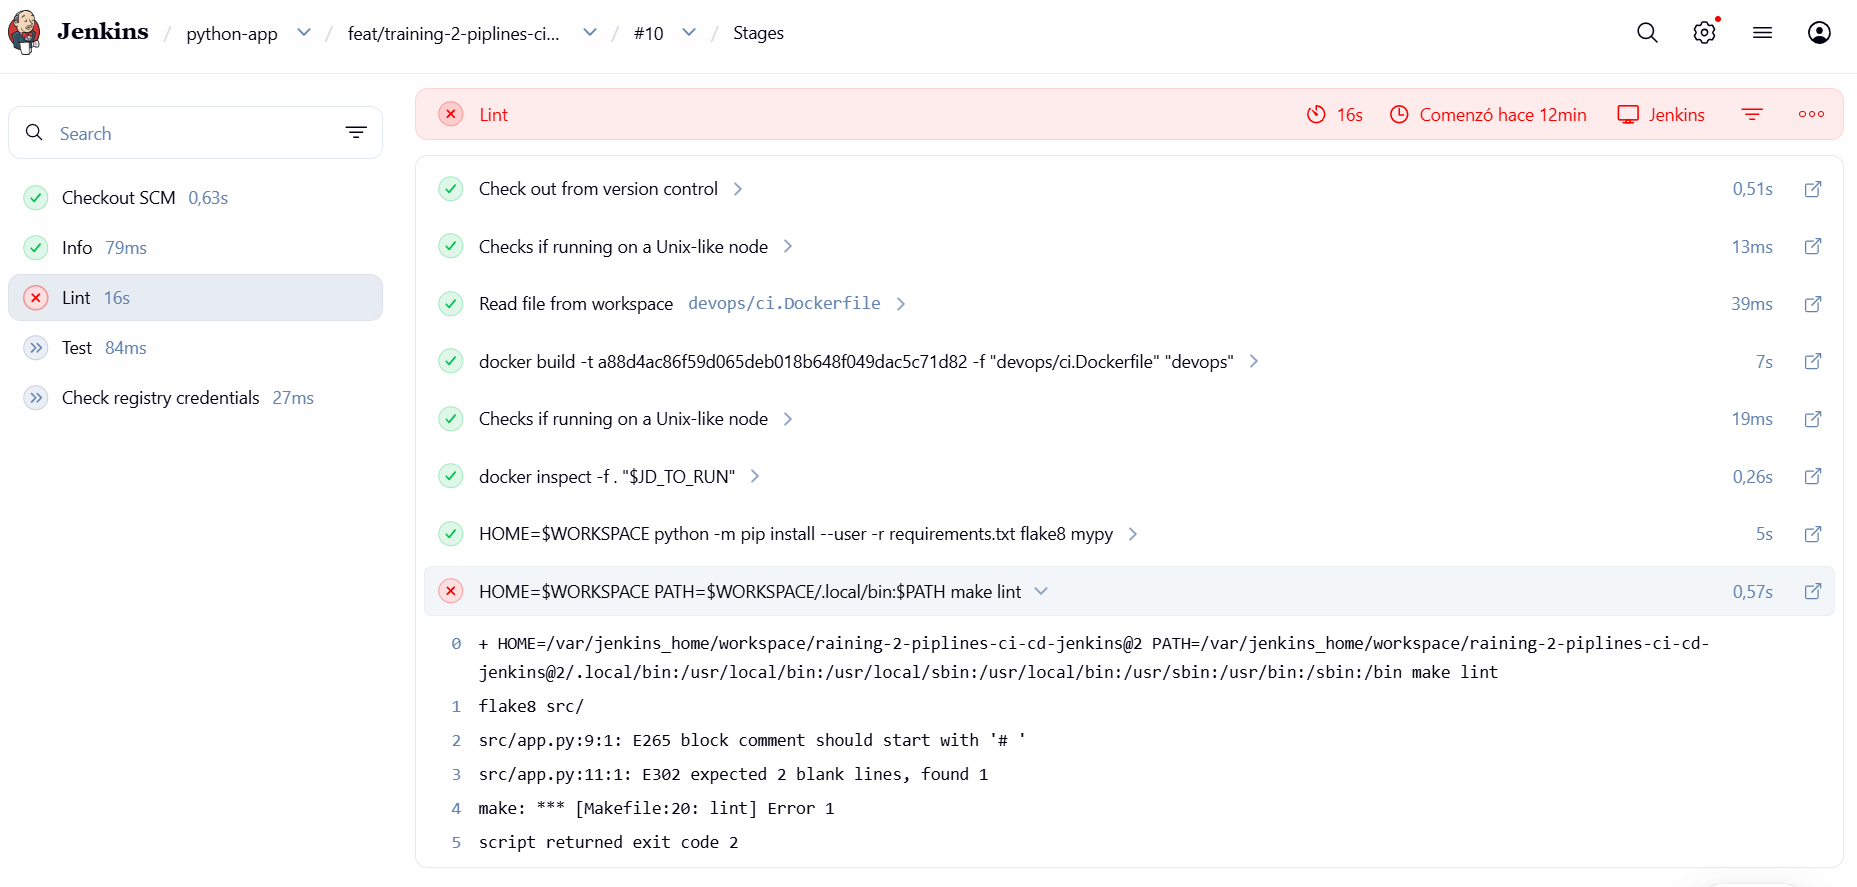 Jenkins / python-app / feat/training-2-piplines-ci... / #10 / Stages
Search
Checkout SCM 0,63s
Info 79ms
Lint 16s
Test 84ms
Check registry credentials 27ms
Lint 16s Comenzó hace 12min Jenkins
Check out from version control 0,51s
Checks if running on a Unix-like node 13ms
Read file from workspace devops/ci.Dockerfile 39ms
docker build -t a88d4ac86f59d065deb018b648f049dac5c71d82 -f "devops/ci.Dockerfile" "devops" 7s
Checks if running on a Unix-like node 19ms
docker inspect -f . "$JD_TO_RUN" 0,26s
HOME=$WORKSPACE python -m pip install --user -r requirements.txt flake8 mypy 5s
HOME=$WORKSPACE PATH=$WORKSPACE/.local/bin:$PATH make lint 0,57s
0 + HOME=/var/jenkins_home/workspace/raining-2-piplines-ci-cd-jenkins@2 PATH=/var/jenkins_home/workspace/raining-2-piplines-ci-cd-
jenkins@2/.local/bin:/usr/local/bin:/usr/local/sbin:/usr/local/bin:/usr/sbin:/usr/bin:/sbin:/bin make lint
1 flake8 src/
2 src/app.py:9:1: E265 block comment should start with '# '
3 src/app.py:11:1: E302 expected 2 blank lines, found 1
4 make: *** [Makefile:20: lint] Error 1
5 script returned exit code 2